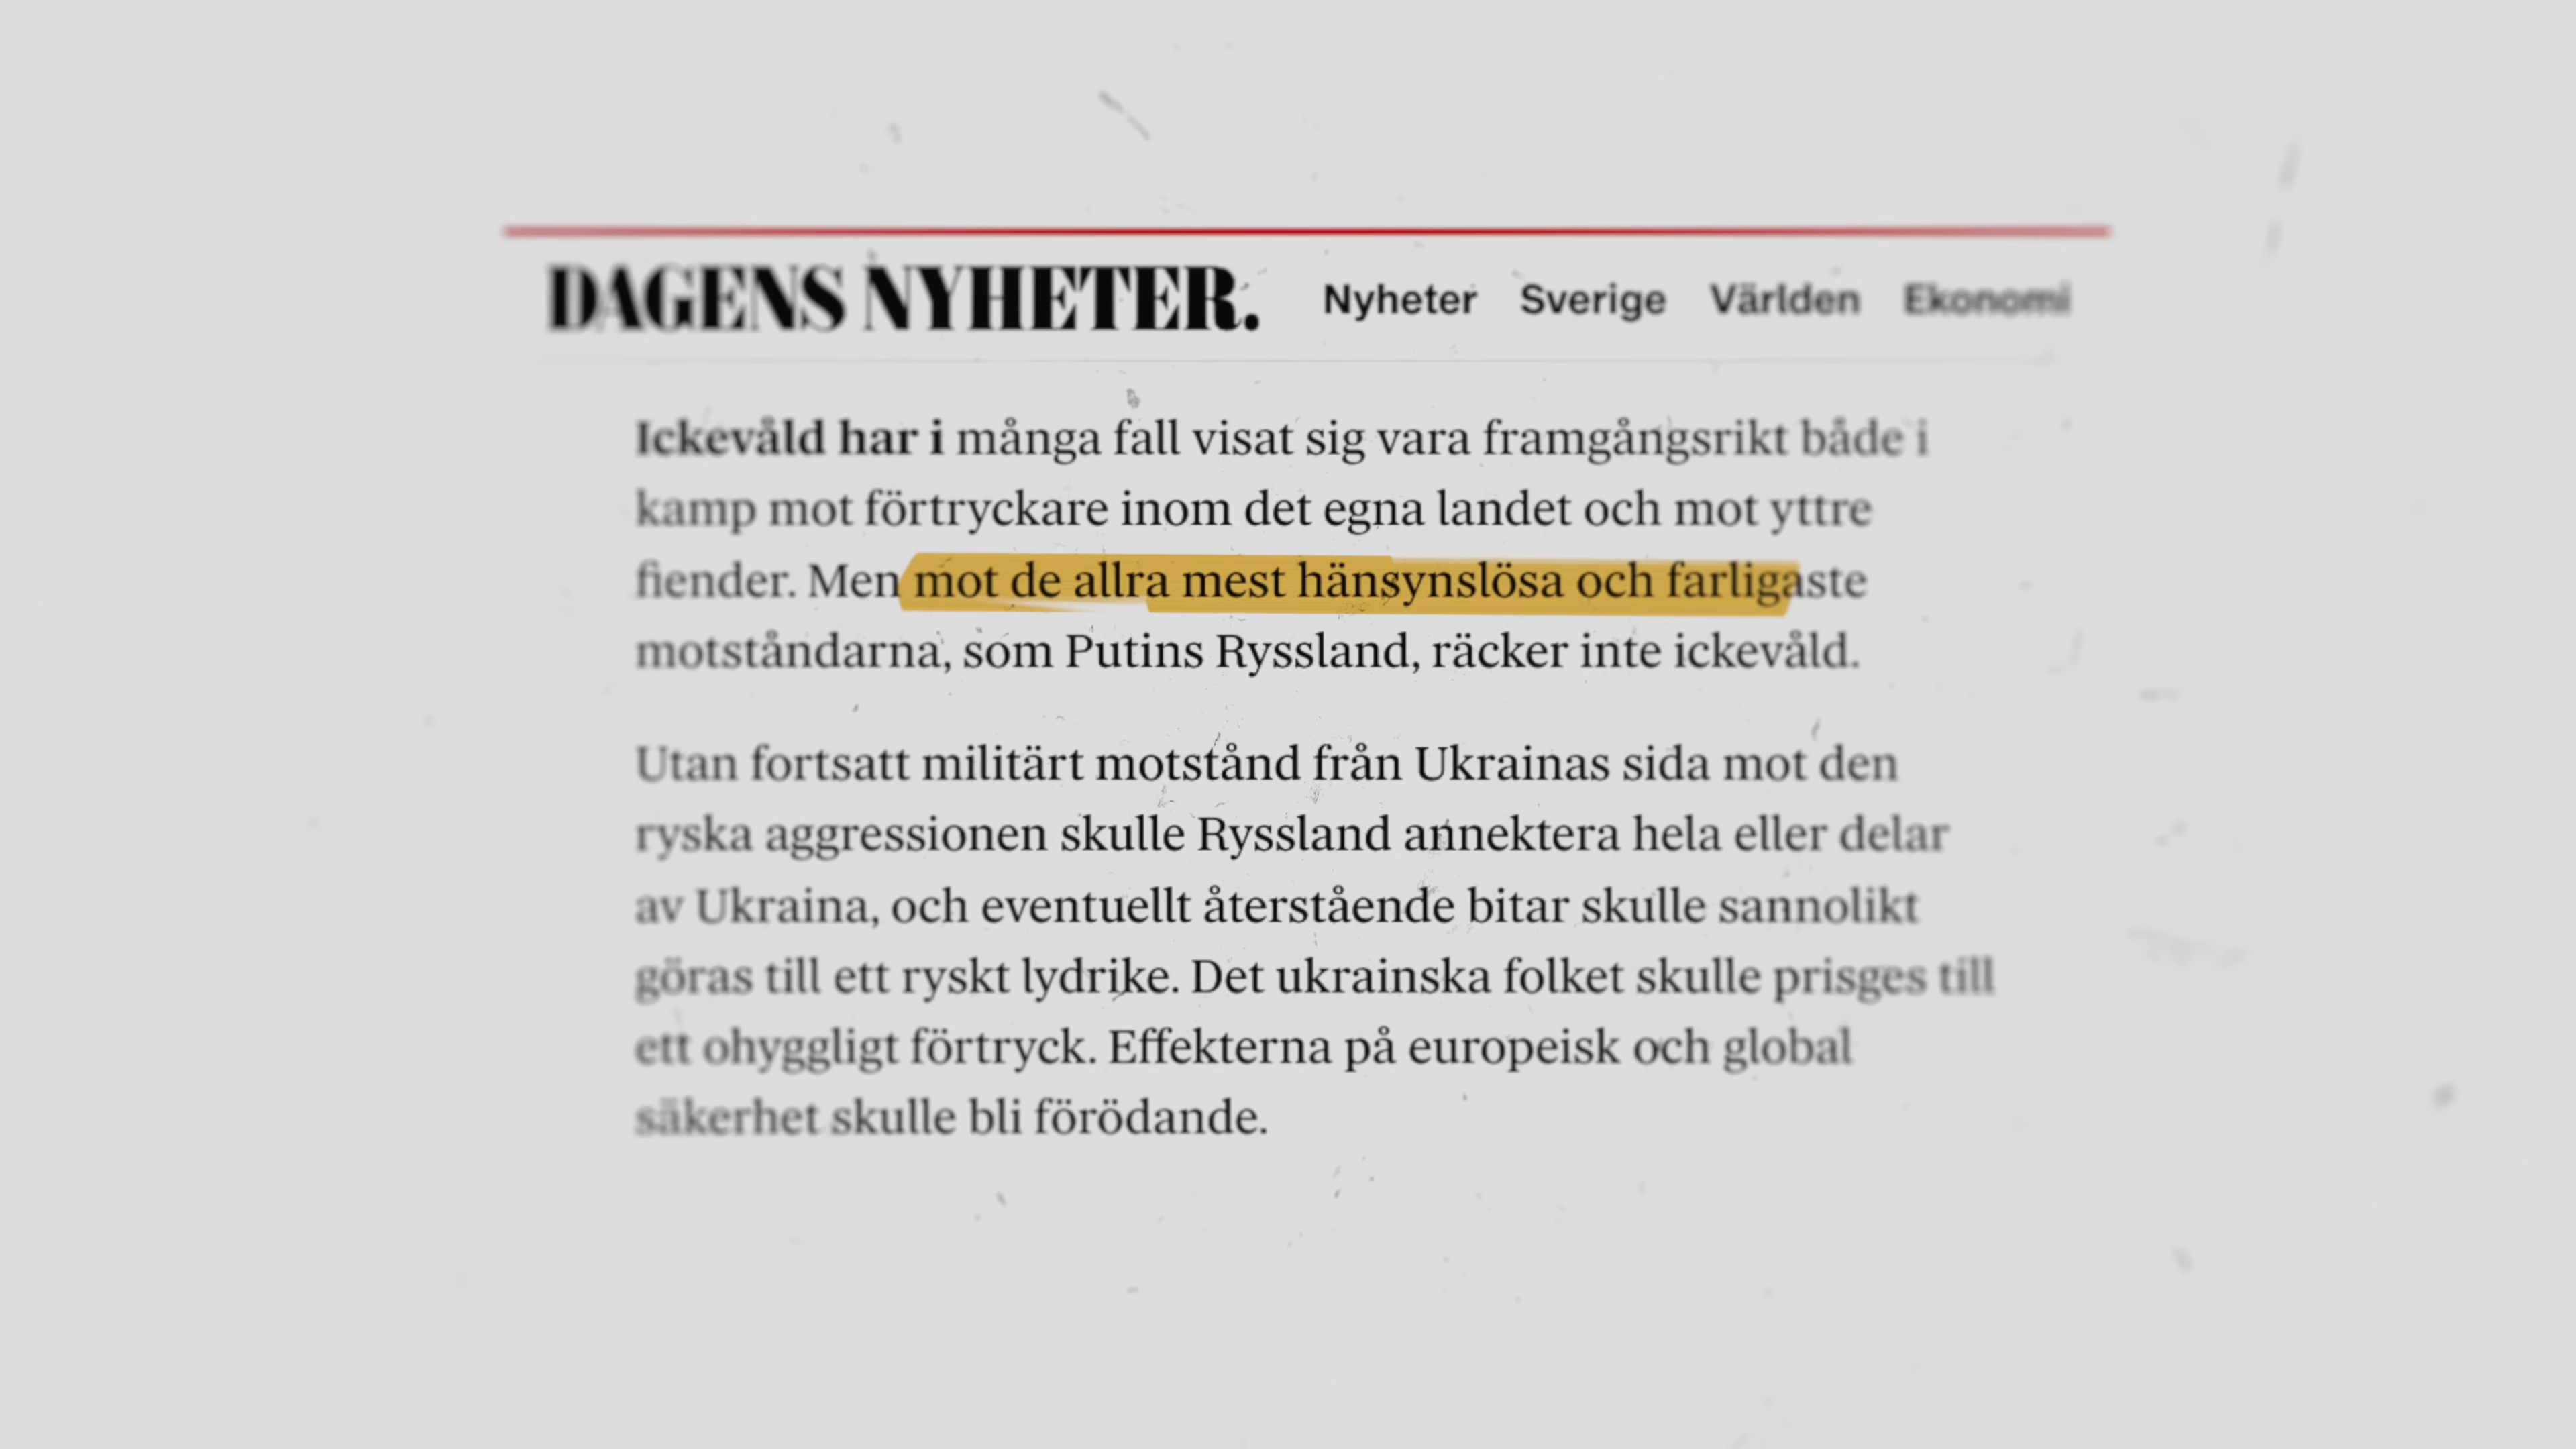 DAGENS NYHETER. Nyheter Sverige Världen Ekonomi
Ickevåld har i många fall visat sig vara framgångsrikt både i
kamp mot förtryckare inom det egna landet och mot yttre
fiender. Men mot de allra mest hänsynslösa och farligaste
motståndarna, som Putins Ryssland, räcker inte ickevåld.
Utan fortsatt militärt motstånd från Ukrainas sida mot den
ryska aggressionen skulle Ryssland annektera hela eller delar
av Ukraina, och eventuellt återstående bitar skulle sannolikt
göras till ett ryskt lydrike. Det ukrainska folket skulle prisges till
ett ohyggligt förtryck. Effekterna på europeisk och global
säkerhet skulle bli förödande.